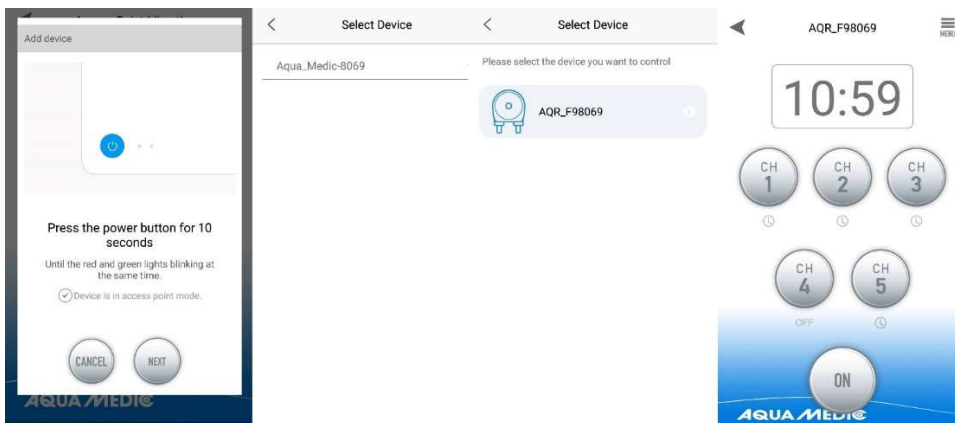 Add device
Press the power button for 10
seconds
Until the red and green lights blinking at
the same time.
Device is in access point mode.
CANCEL
NEXT
AQUA MEDIC
Select Device
Aqua_Medic-8069
Select Device
Please select the device you want to control
AQR_F98069
AQR_F98069
MENU
10:59
CH
1
CH
2
CH
3
CH
4
CH
5
OFF
ON
AQUA MEDIC